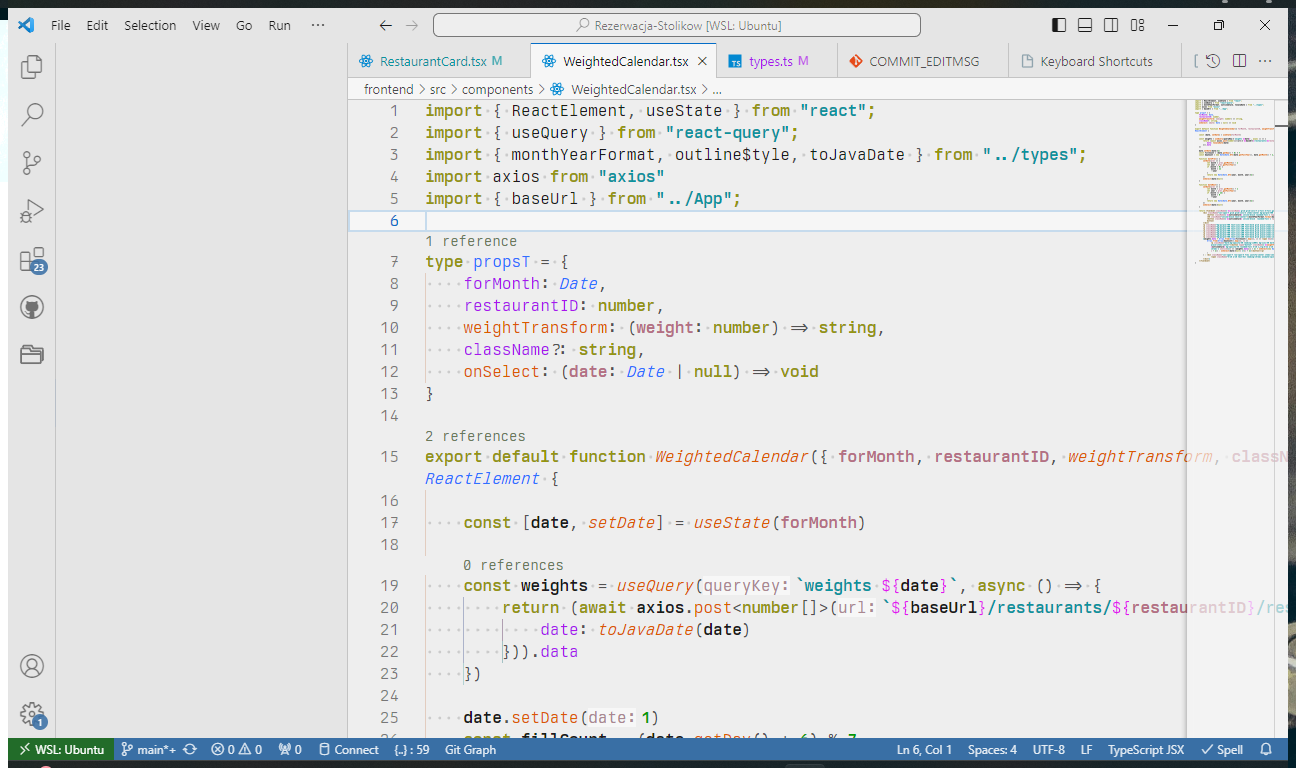 File Edit Selection View Go Run ··· Rezerwacja-Stolikow [WSL: Ubuntu]
RestaurantCard.tsx M WeightedCalendar.tsx types.ts M COMMIT_EDITMSG Keyboard Shortcuts
frontend > src > components > WeightedCalendar.tsx > ...
1 import { ReactElement, useState } from "react";
2 import { useQuery } from "react-query";
3 import { monthYearFormat, outline$tyle, toJavaDate } from "../types";
4 import axios from "axios"
5 import { baseUrl } from "../App";
6
1 reference
7 type propsT = {
8 forMonth: Date,
9 restaurantID: number,
10 weightTransform: (weight: number) => string,
11 className?: string,
12 onSelect: (date: Date | null) => void
13 }
14
2 references
15 export default function WeightedCalendar({ forMonth, restaurantID, weightTransform, classN
ReactElement {
16
17 const [date, setDate] = useState(forMonth)
18
0 references
19 const weights = useQuery(queryKey: `weights ${date}`, async () => {
20 return (await axios.post<number[]>(url: `${baseUrl}/restaurants/${restaurantID}/res
21 date: toJavaDate(date)
22 })).data
23 })
24
25 date.setDate(date: 1)
26 const fillCount = (date.getDay() + 6) % 7
23
1
WSL: Ubuntu main*+ 0 0 0 Connect {..} : 59 Git Graph Ln 6, Col 1 Spaces: 4 UTF-8 LF TypeScript JSX Spell